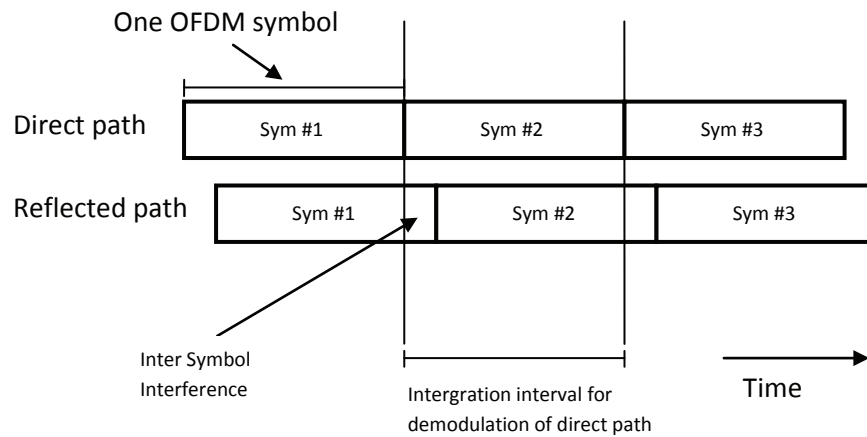 One OFDM symbol
Direct path
Sym #1
Sym #2
Sym #3
Reflected path
Sym #1
Sym #2
Sym #3
Inter Symbol
Interference
Intergration interval for
demodulation of direct path
Time